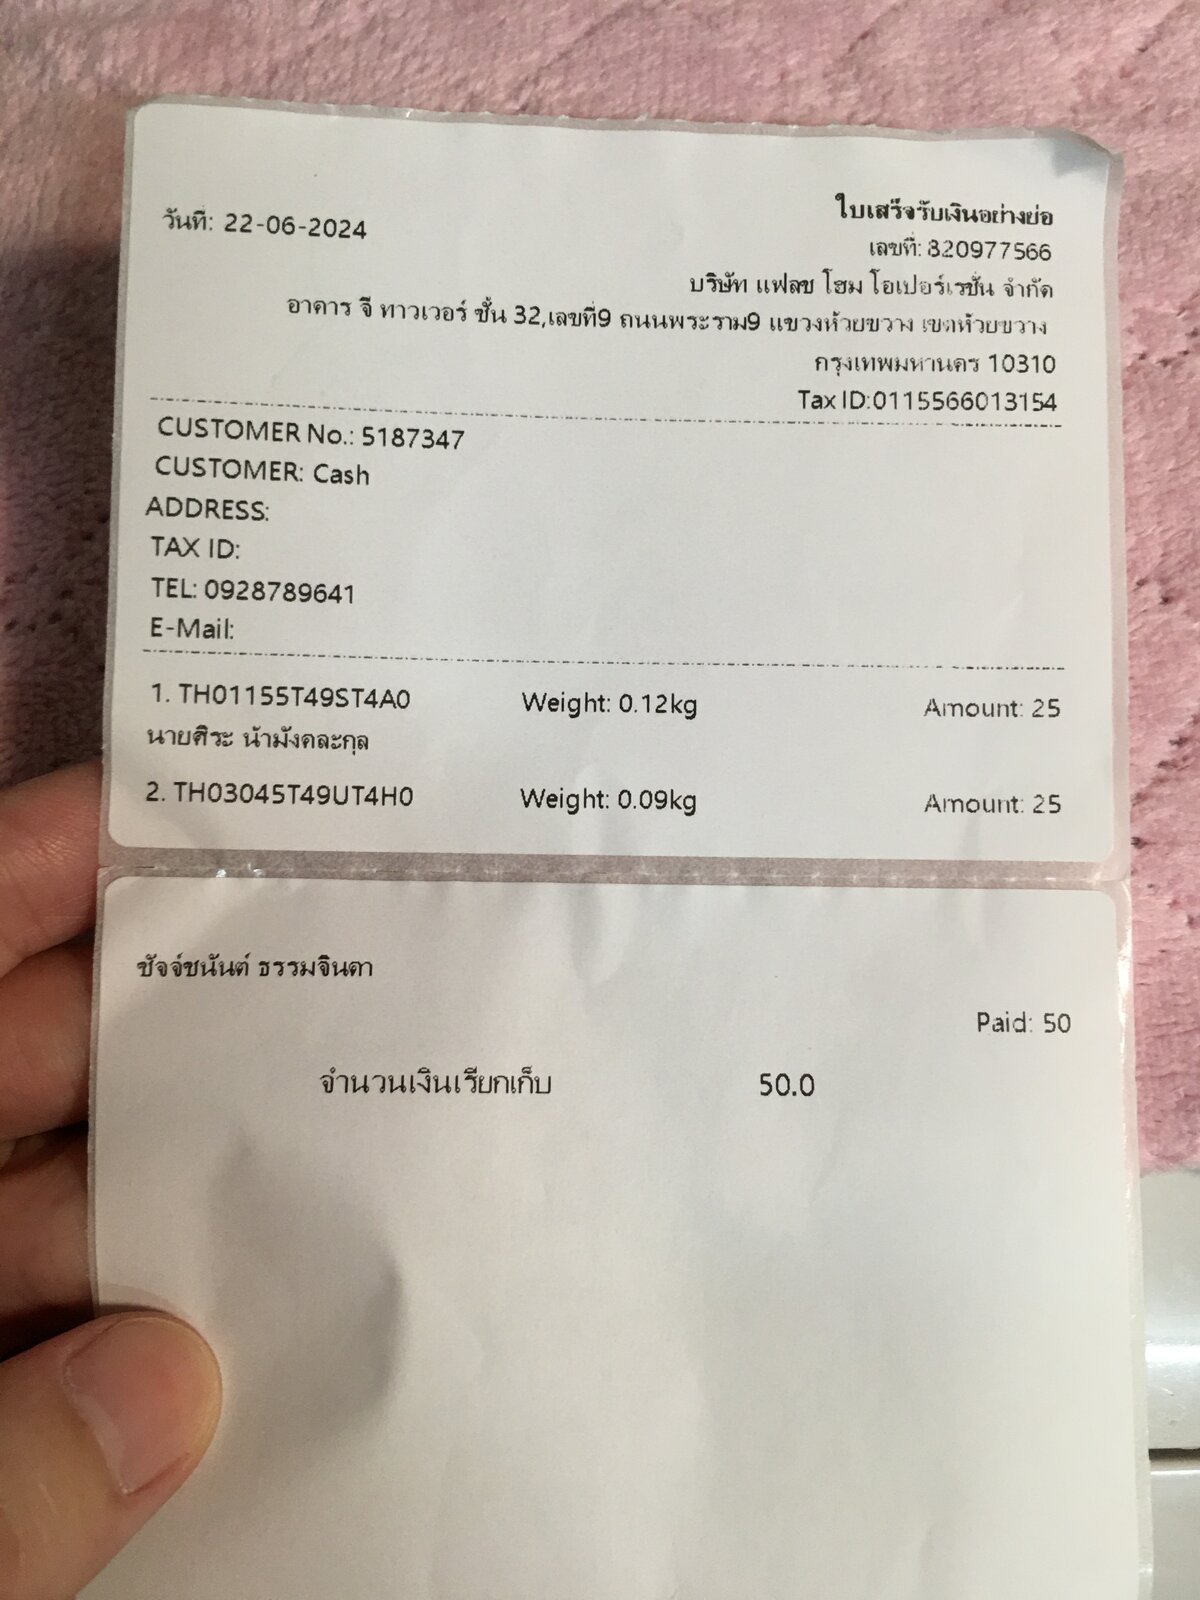 วันที่: 22-06-2024
ใบเสร็จรับเงินอย่างย่อ
เลขที่: 820977566
บริษัท แฟลช โฮม โอเปอร์เรชั่น จำกัด
อาคาร จี ทาวเวอร์ ชั้น 32,เลขที่9 ถนนพระราม9 แขวงห้วยขวาง เขตห้วยขวาง
กรุงเทพมหานคร 10310
Tax ID:0115566013154
CUSTOMER No.: 5187347
CUSTOMER: Cash
ADDRESS:
TAX ID:
TEL: 0928789641
E-Mail:
1. TH01155T49ST4A0 Weight: 0.12kg Amount: 25
นายศิระ น้ามังคละกุล
2. TH03045T49UT4H0 Weight: 0.09kg Amount: 25
ชัจจ์ชนันต์ ธรรมจินดา
Paid: 50
จำนวนเงินเรียกเก็บ 50.0